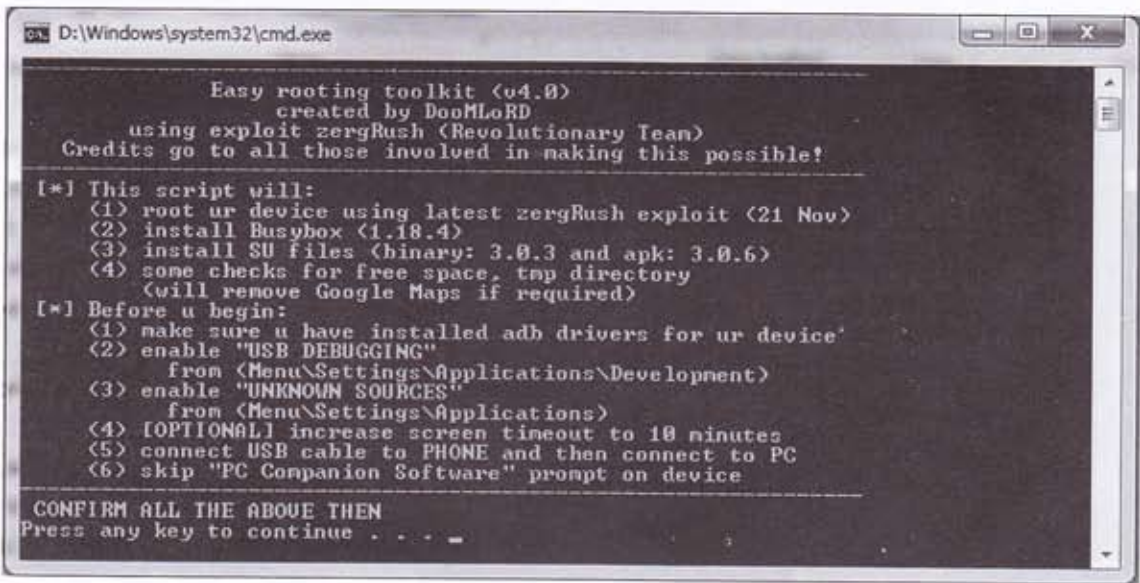 D:\Windows\system32\cmd.exe
Easy rooting toolkit (v4.0)
created by DooMLoRD
using exploit zergRush (Revolutionary Team)
Credits go to all those involved in making this possible!
[*] This script will:
(1) root ur device using latest zergRush exploit (21 Nov)
(2) install Busybox (1.18.4)
(3) install SU files (binary: 3.0.3 and apk: 3.0.6)
(4) some checks for free space, tmp directory
(will remove Google Maps if required)
[*] Before u begin:
(1) make sure u have installed adb drivers for ur device
(2) enable "USB DEBUGGING"
from (Menu\Settings\Applications\Development)
(3) enable "UNKNOWN SOURCES"
from (Menu\Settings\Applications)
(4) [OPTIONAL] increase screen timeout to 10 minutes
(5) connect USB cable to PHONE and then connect to PC
(6) skip "PC Companion Software" prompt on device
CONFIRM ALL THE ABOVE THEN
Press any key to continue . . . _